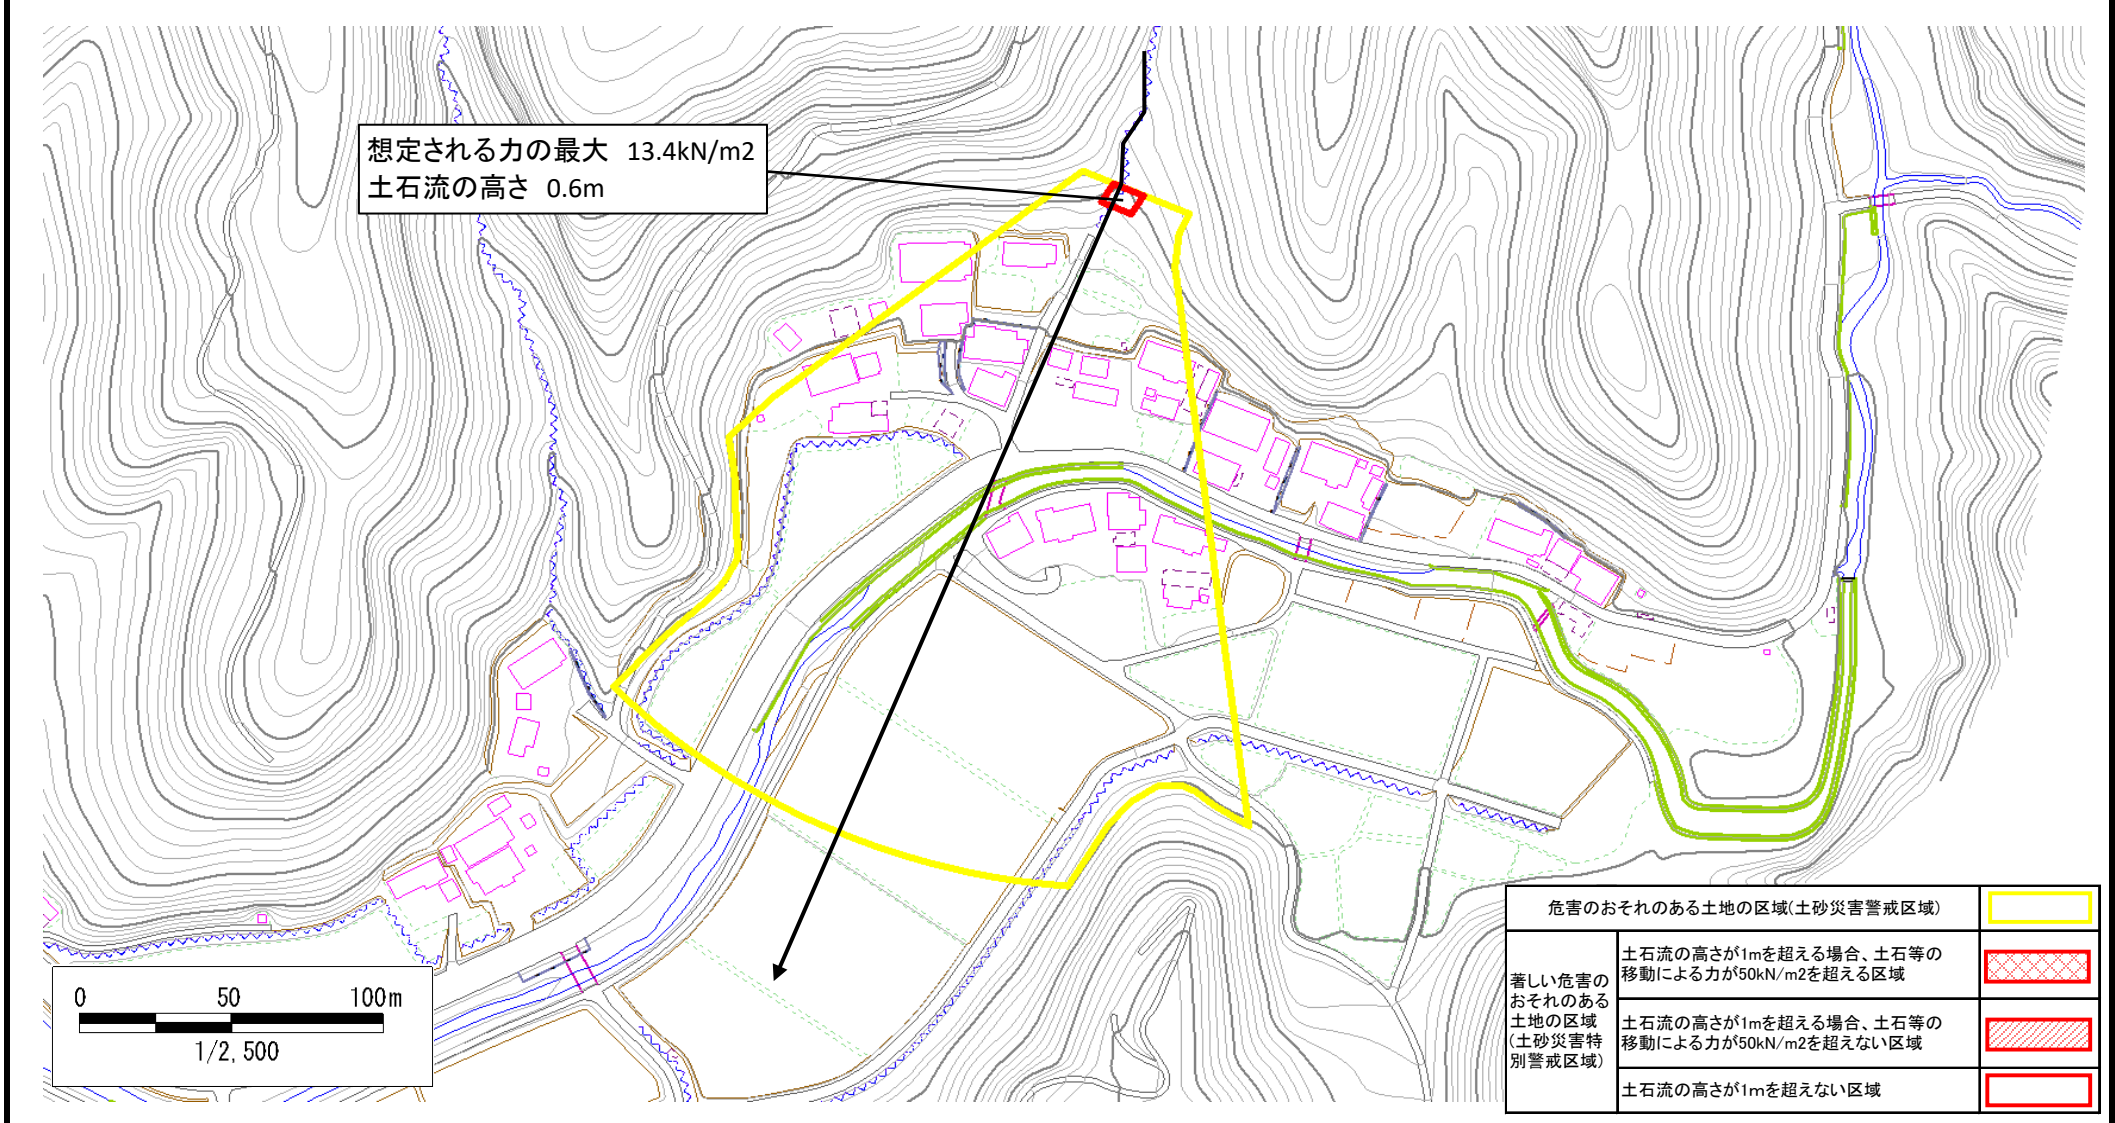 想定される力の最大 13.4kN/m2
土石流の高さ 0.6m
0 50 100m
1/2,500
危害のおそれのある土地の区域(土砂災害警戒区域)
著しい危害の
おそれのある
土地の区域
(土砂災害特
別警戒区域)
土石流の高さが1mを超える場合、土石等の
移動による力が50kN/m2を超える区域
土石流の高さが1mを超える場合、土石等の
移動による力が50kN/m2を超えない区域
土石流の高さが1mを超えない区域